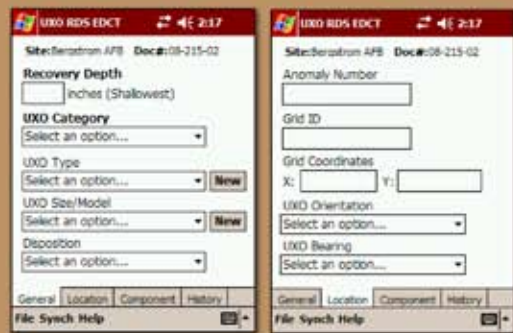 UXO RDS EDCT 2:17
Site:Bergstrom AFB Doc#:08-215-02
Recovery Depth
inches (Shallowest)
UXO Category
Select an option...
UXO Type
Select an option... New
UXO Size/Model
Select an option... New
Disposition
Select an option...
General Location Component History
File Synch Help
UXO RDS EDCT 2:17
Site:Bergstrom AFB Doc#:08-215-02
Anomaly Number
Grid ID
Grid Coordinates
X: Y:
UXO Orientation
Select an option...
UXO Bearing
Select an option...
General Location Component History
File Synch Help